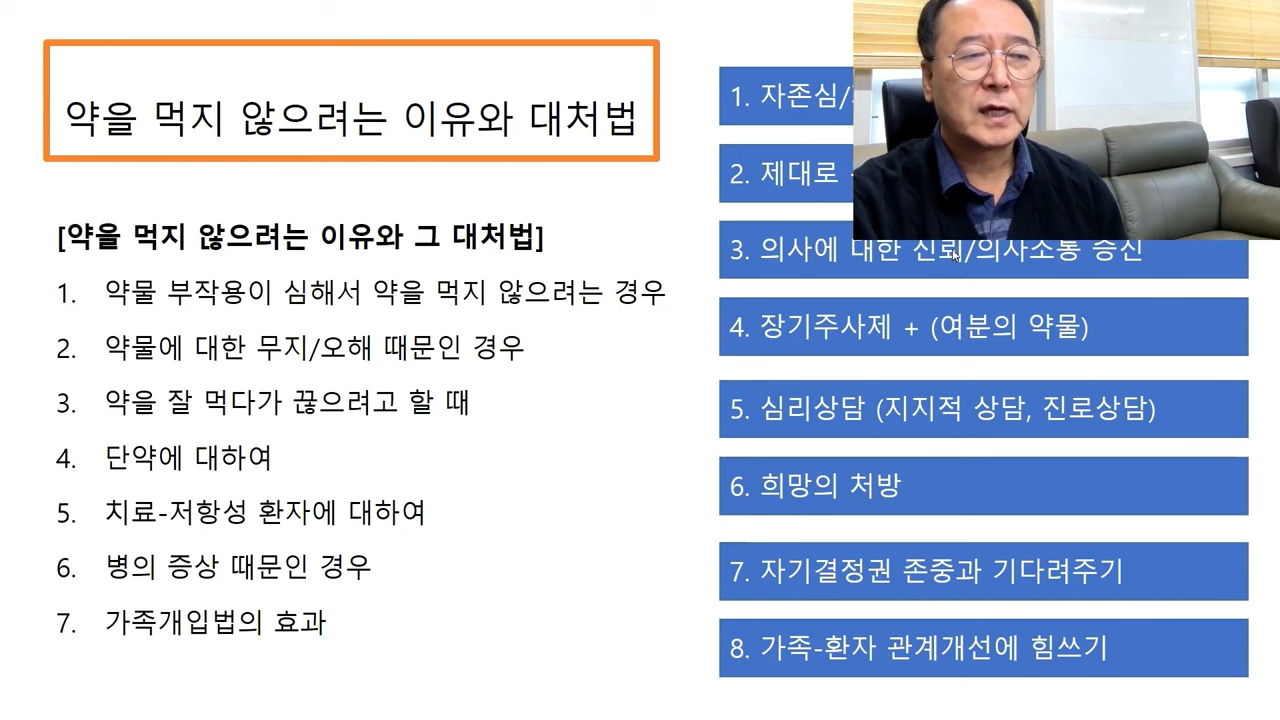 약을 먹지 않으려는 이유와 대처법
[약을 먹지 않으려는 이유와 그 대처법]
1. 약물 부작용이 심해서 약을 먹지 않으려는 경우
2. 약물에 대한 무지/오해 때문인 경우
3. 약을 잘 먹다가 끊으려고 할 때
4. 단약에 대하여
5. 치료-저항성 환자에 대하여
6. 병의 증상 때문인 경우
7. 가족개입법의 효과
1. 자존심/
2. 제대로
3. 의사에 대한 신뢰/의사소통 증진
4. 장기주사제 + (여분의 약물)
5. 심리상담 (지지적 상담, 진로상담)
6. 희망의 처방
7. 자기결정권 존중과 기다려주기
8. 가족-환자 관계개선에 힘쓰기